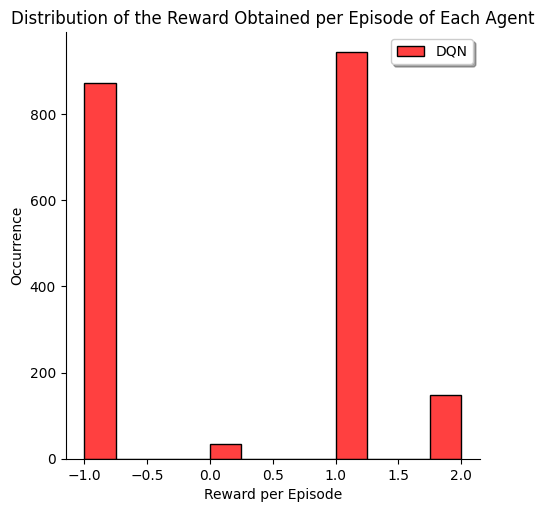 Distribution of the Reward Obtained per Episode of Each Agent
DQN
Occurrence
800
600
400
200
0
−1.0 −0.5 0.0 0.5 1.0 1.5 2.0
Reward per Episode